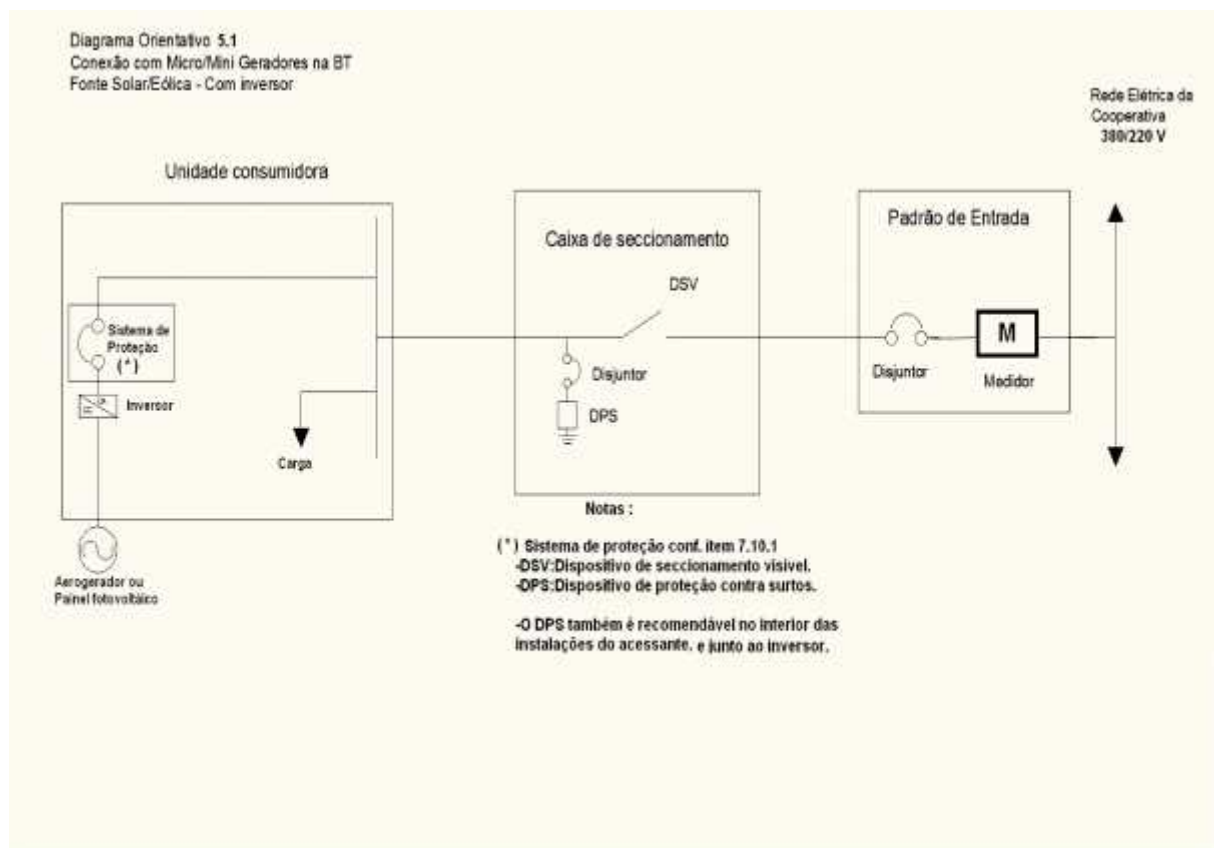 Diagrama Orientativo 5.1
Conexão com Micro/Mini Geradores na BT
Fonte Solar/Eólica - Com inversor
Rede Elétrica da
Cooperativa
380/220 V
Unidade consumidora
Caixa de seccionamento
Padrão de Entrada
DSV
Sistema de
Proteção
(*)
M
Disjuntor
Disjuntor
Medidor
Inversor
DPS
Carga
Notas :
(*) Sistema de proteção conf. item 7.10.1
-DSV:Dispositivo de seccionamento visível.
-DPS:Dispositivo de proteção contra surtos.
Aerogerador ou
Painel fotovoltáico
-O DPS também é recomendável no interior das
instalações do acessante. e junto ao inversor.